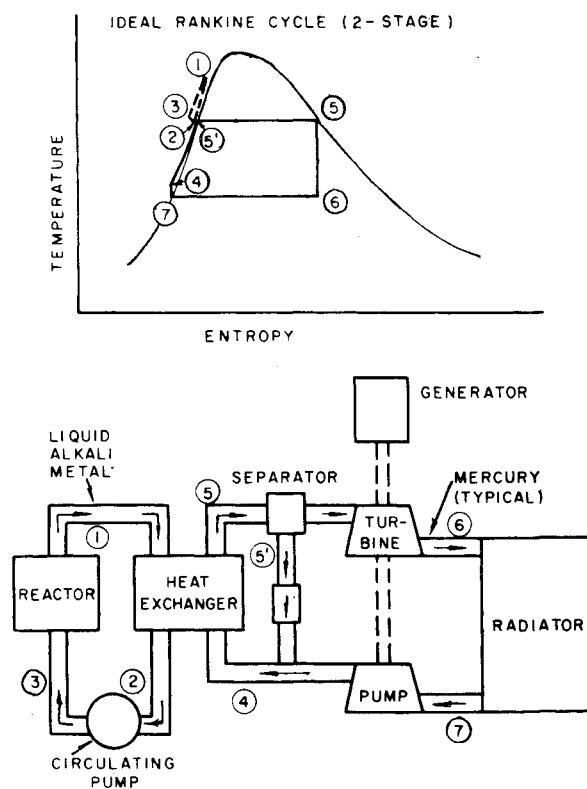 IDEAL RANKINE CYCLE (2-STAGE)
1
3
5
2
5'
4
7
6
TEMPERATURE
ENTROPY
GENERATOR
LIQUID
ALKALI
METAL
SEPARATOR
MERCURY
(TYPICAL)
5
6
1
TUR-
BINE
5'
REACTOR
HEAT
EXCHANGER
RADIATOR
3
2
PUMP
4
7
CIRCULATING
PUMP